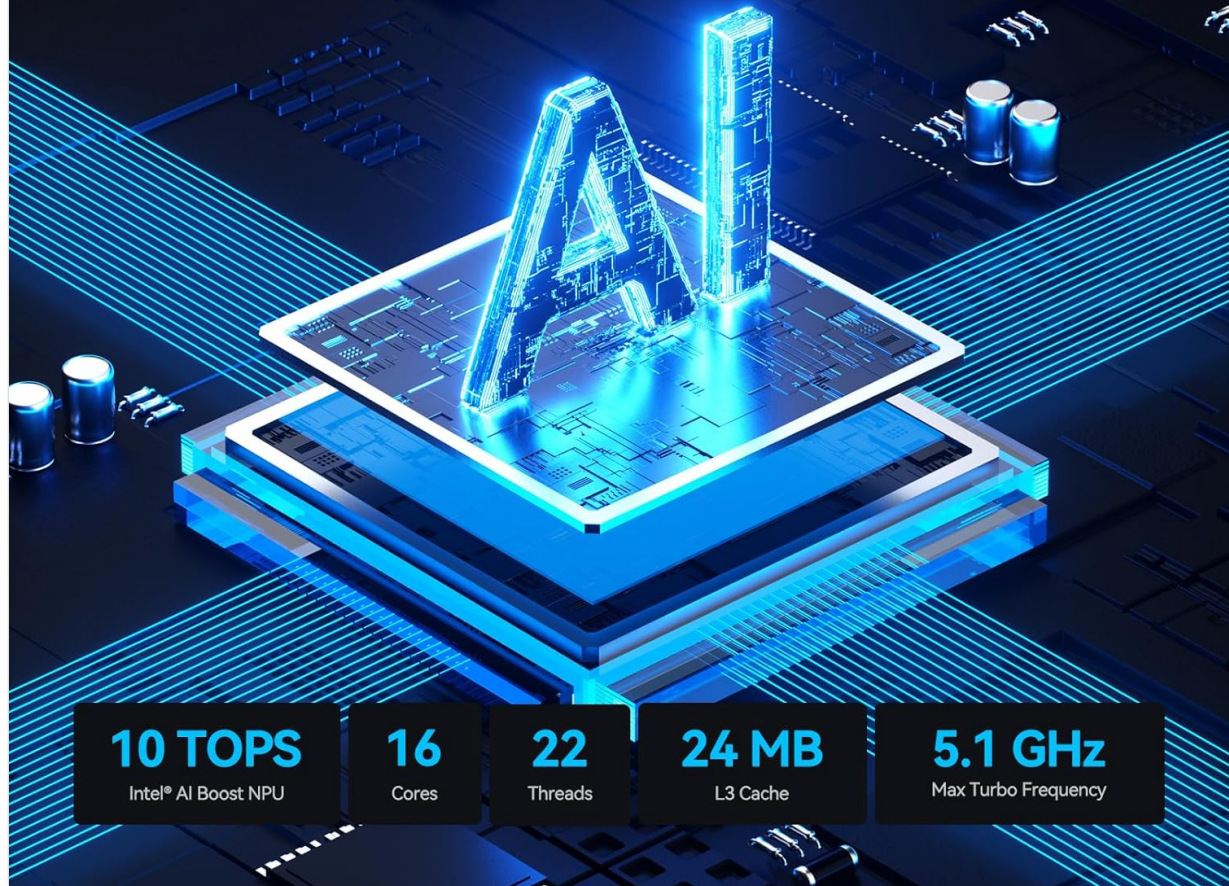 AI
10 TOPS
Intel® AI Boost NPU
16
Cores
22
Threads
24 MB
L3 Cache
5.1 GHz
Max Turbo Frequency